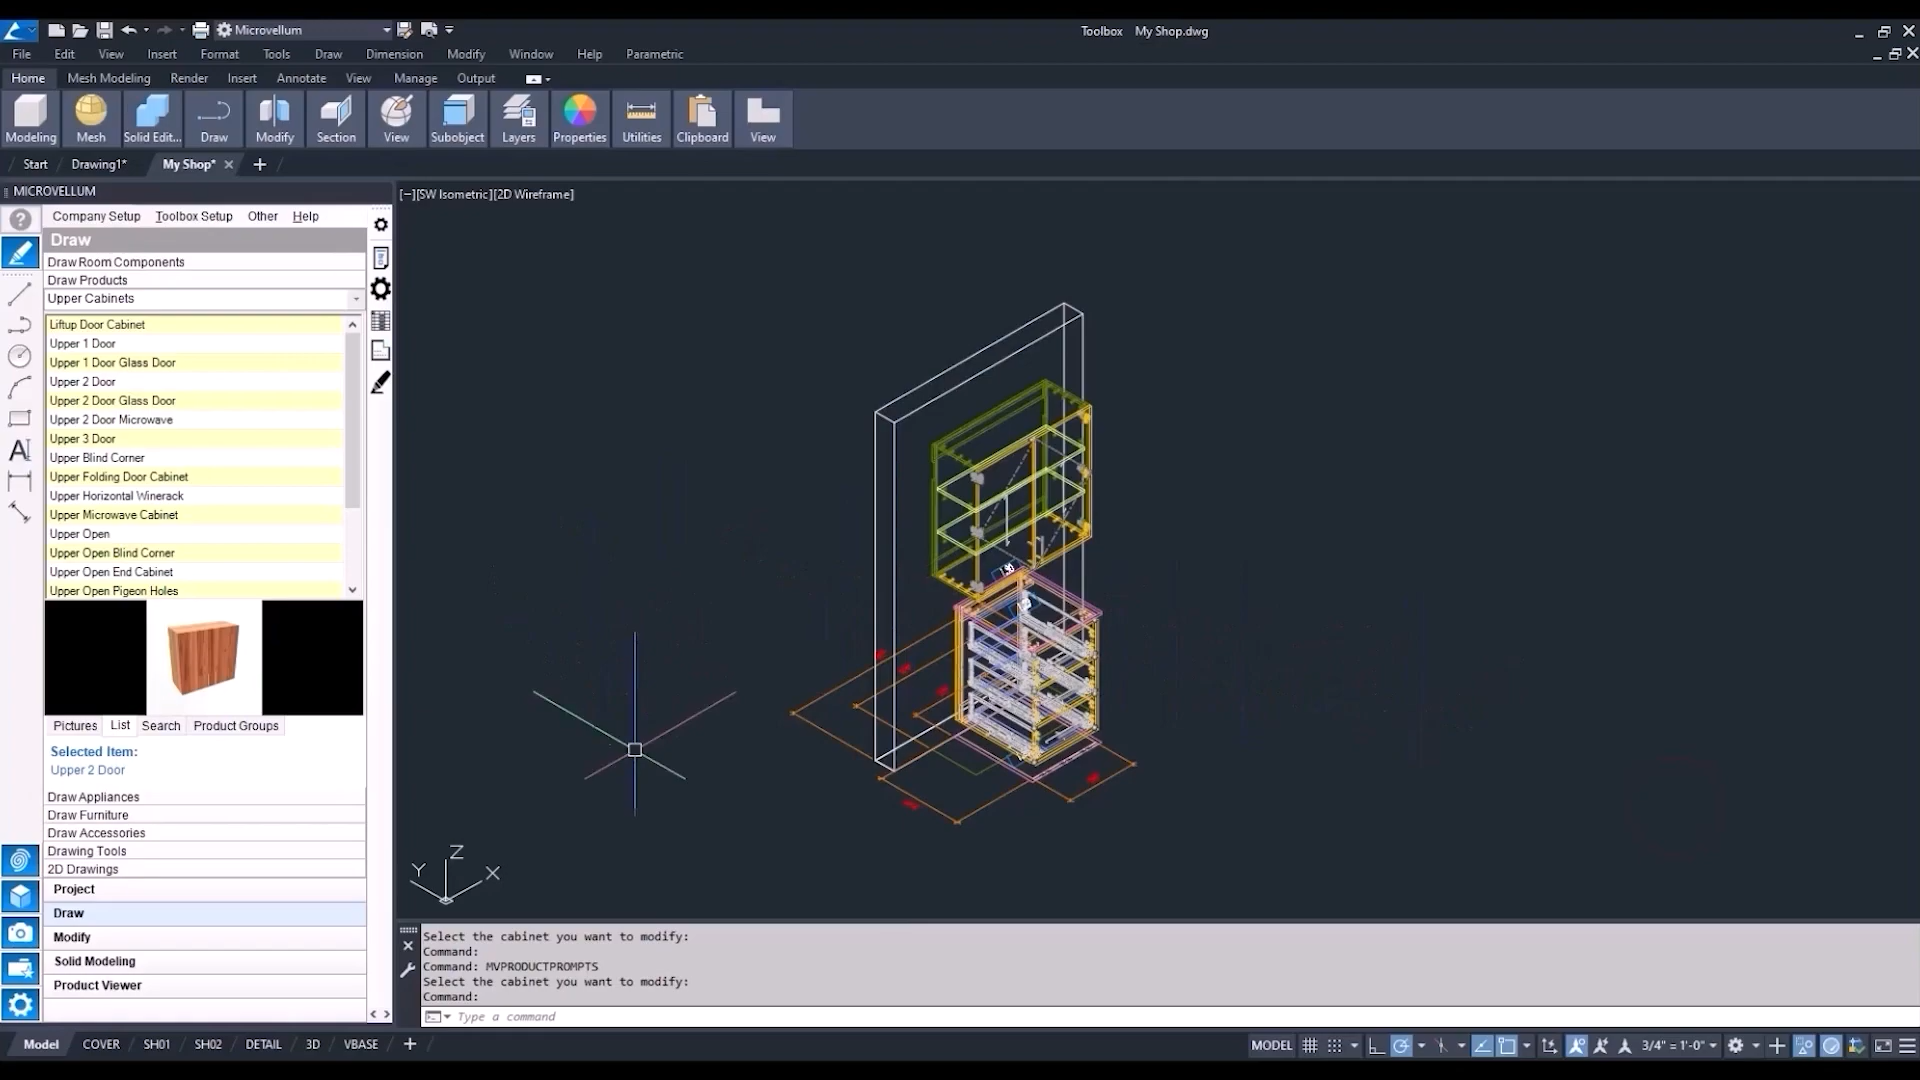 Microvellum
Toolbox My Shop.dwg
File Edit View Insert Format Tools Draw Dimension Modify Window Help Parametric
Home Mesh Modeling Render Insert Annotate View Manage Output
Modeling Mesh Solid Edit... Draw Modify Section View Subobject Layers Properties Utilities Clipboard View
Start Drawing1* My Shop*
MICROVELLUM
[−][SW Isometric][2D Wireframe]
Company Setup Toolbox Setup Other Help
Draw
Draw Room Components
Draw Products
Upper Cabinets
Liftup Door Cabinet
Upper 1 Door
Upper 1 Door Glass Door
Upper 2 Door
Upper 2 Door Glass Door
Upper 2 Door Microwave
Upper 3 Door
Upper Blind Corner
Upper Folding Door Cabinet
Upper Horizontal Winerack
Upper Microwave Cabinet
Upper Open
Upper Open Blind Corner
Upper Open End Cabinet
Upper Open Pigeon Holes
Pictures List Search Product Groups
Selected Item:
Upper 2 Door
Draw Appliances
Draw Furniture
Draw Accessories
Drawing Tools
2D Drawings
Project
Draw
Modify
Solid Modeling
Product Viewer
Z
Y
X
Select the cabinet you want to modify:
Command:
Command: MVPRODUCTPROMPTS
Select the cabinet you want to modify:
Command:
Type a command
Model COVER SH01 SH02 DETAIL 3D VBASE
MODEL 3/4" = 1'-0"